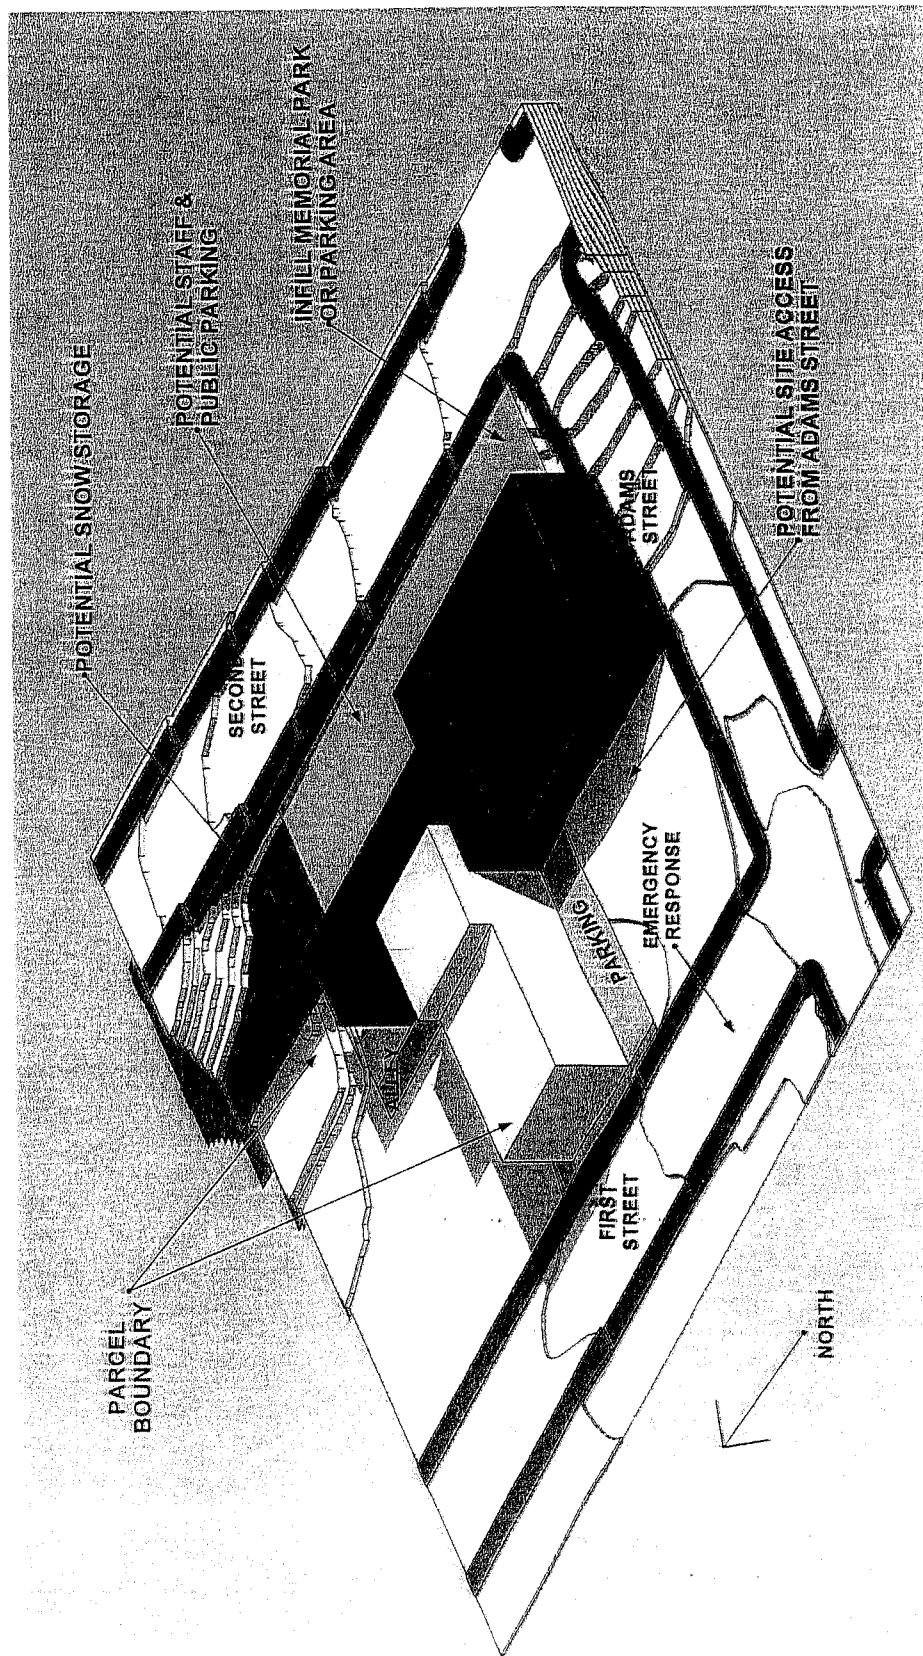 POTENTIAL SNOW STORAGE
POTENTIAL STAFF &
PUBLIC PARKING
INFILL MEMORIAL PARK
OR PARKING AREA
SECOND
STREET
PARCEL
BOUNDARY
ALLEY
ADAMS
STREET
PARKING
EMERGENCY
RESPONSE
FIRST
STREET
POTENTIAL SITE ACCESS
FROM ADAMS STREET
NORTH